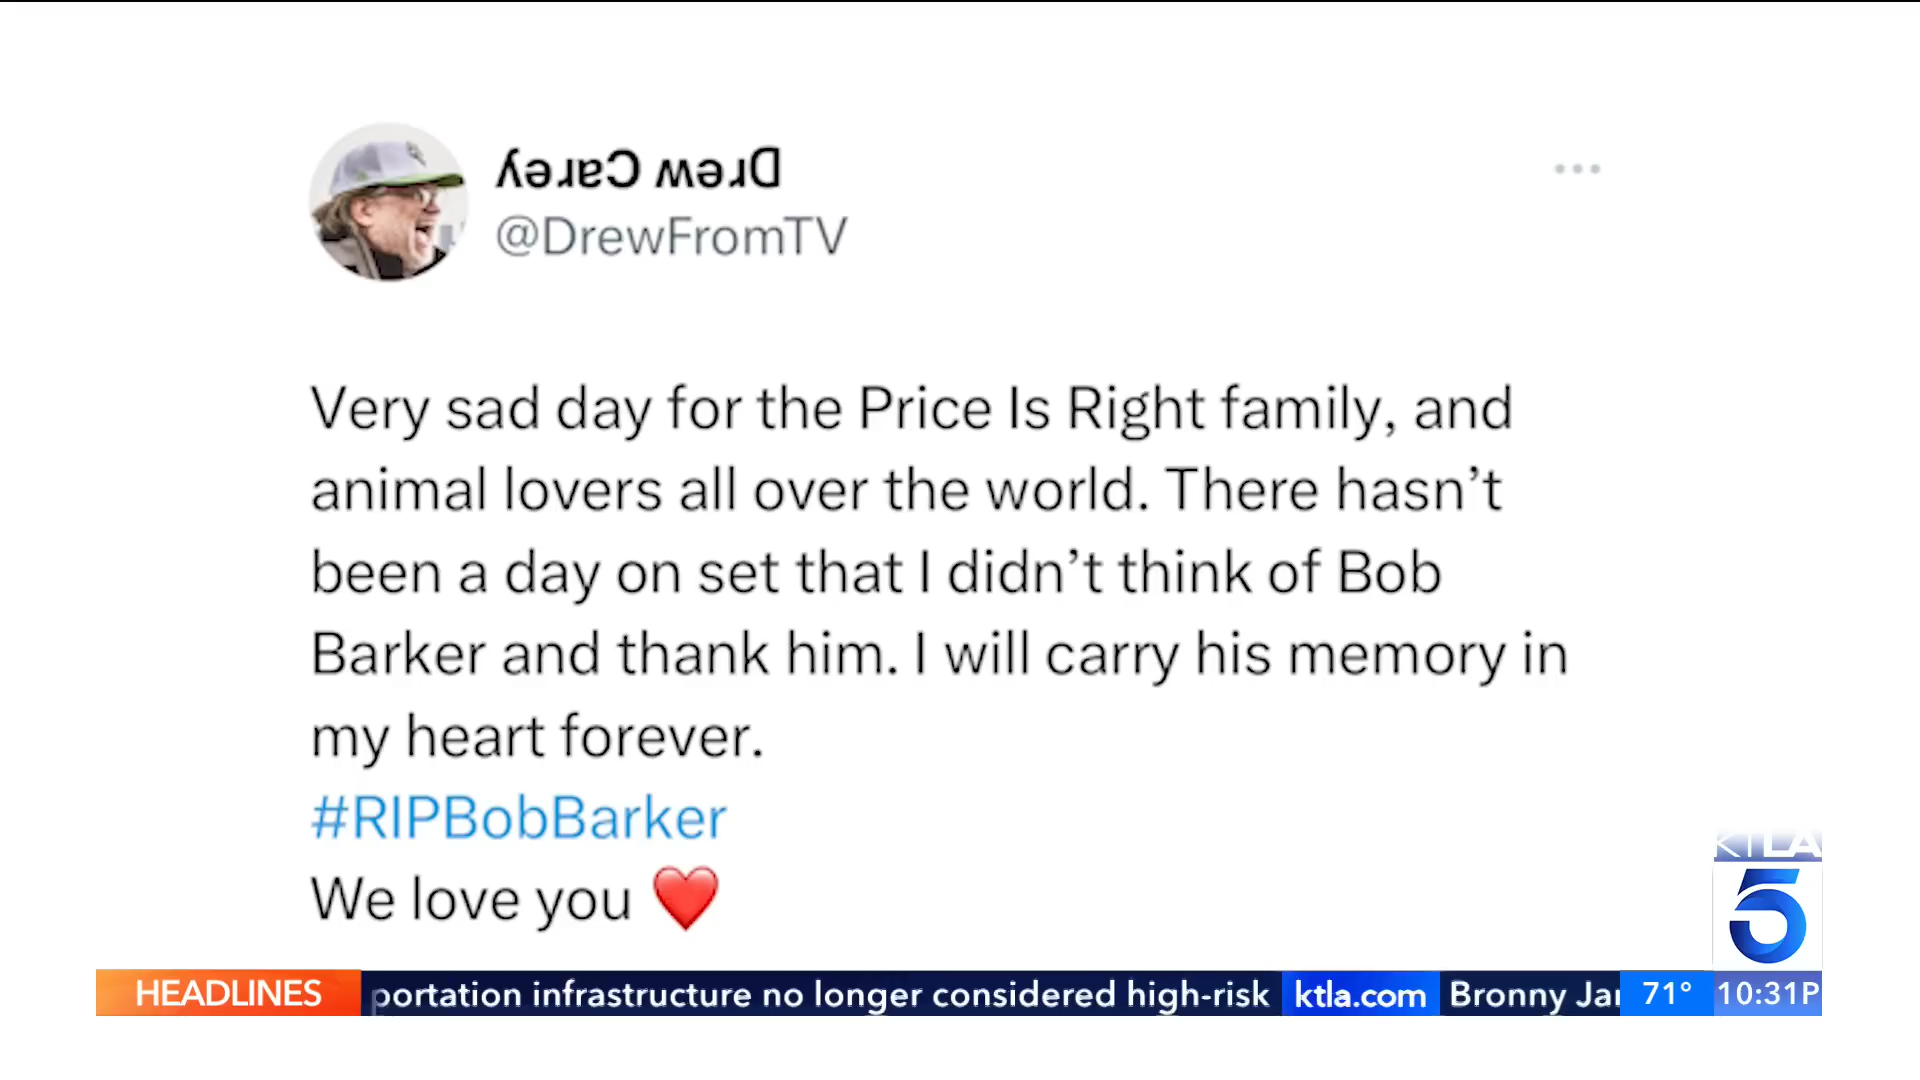 ʎǝɹɐƆ ʍǝɹᗡ
@DrewFromTV
Very sad day for the Price Is Right family, and
animal lovers all over the world. There hasn’t
been a day on set that I didn’t think of Bob
Barker and thank him. I will carry his memory in
my heart forever.
#RIPBobBarker
We love you ❤️
KTLA
5
HEADLINES portation infrastructure no longer considered high-risk ktla.com Bronny Jar 71° 10:31P